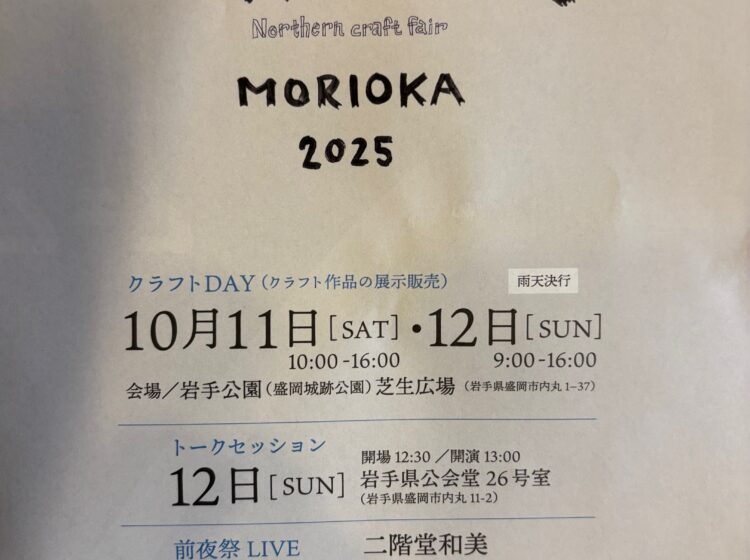 Northern craft fair
MORIOKA
2025
クラフトDAY(クラフト作品の展示販売) 雨天決行
10月11日[SAT]・12日[SUN]
10:00-16:00 9:00-16:00
会場／岩手公園(盛岡城跡公園)芝生広場 (岩手県盛岡市内丸1-37)
トークセッション
12日[SUN]
開場12:30／開演13:00
岩手県公会堂 26号室
(岩手県盛岡市内丸11-2)
前夜祭 LIVE 二階堂和美